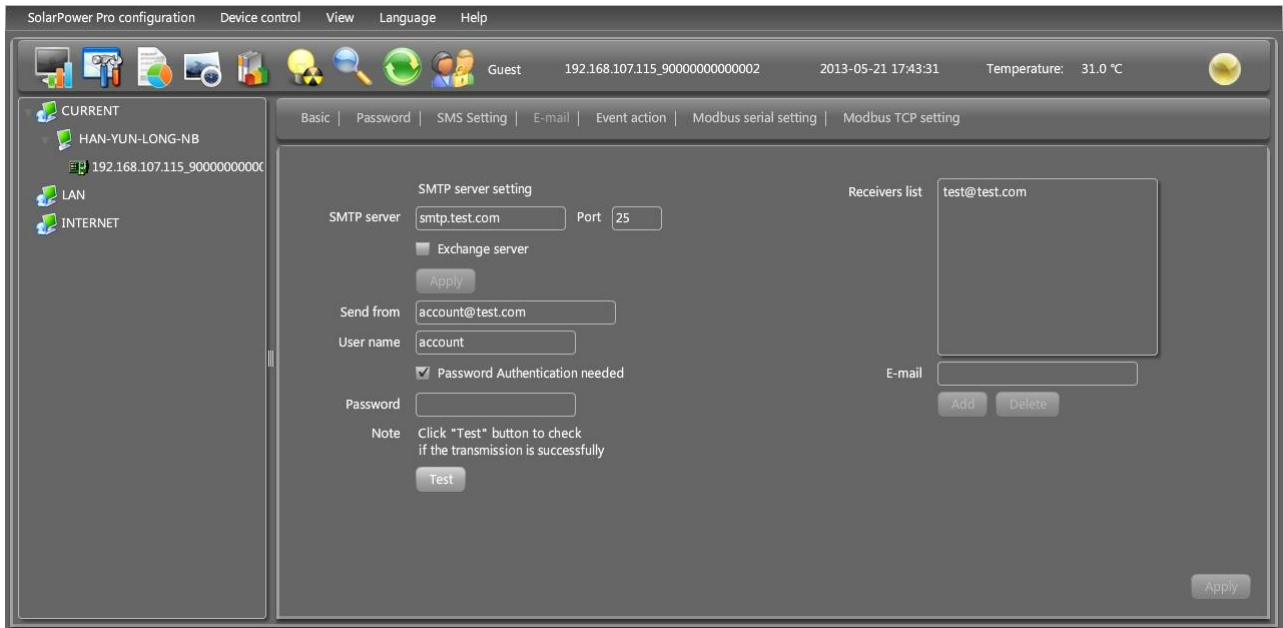 SolarPower Pro configuration Device control View Language Help
Guest 192.168.107.115_90000000000002 2013-05-21 17:43:31 Temperature: 31.0 ℃
CURRENT
HAN-YUN-LONG-NB
192.168.107.115_90000000000
LAN
INTERNET
Basic | Password | SMS Setting | E-mail | Event action | Modbus serial setting | Modbus TCP setting
SMTP server setting
SMTP server smtp.test.com Port 25
Exchange server
Apply
Send from account@test.com
User name account
Password Authentication needed
Password
Note Click "Test" button to check
if the transmission is successfully
Test
Receivers list test@test.com
E-mail
Add Delete
Apply